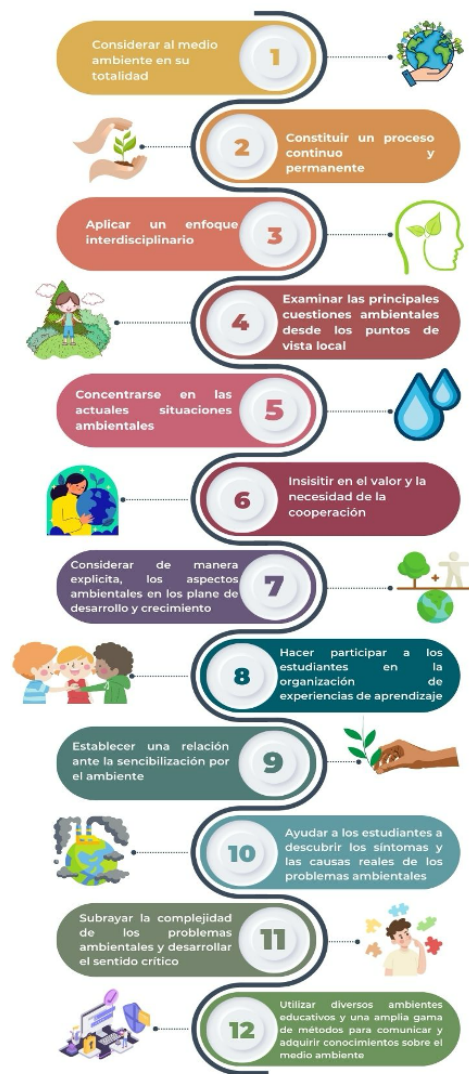 1
Considerar al medio
ambiente en su
totalidad
2
Constituir un proceso
continuo y
permanente
3
Aplicar un enfoque
interdisciplinario
4
Examinar las principales
cuestiones ambientales
desde los puntos de
vista local
5
Concentrarse en las
actuales situaciones
ambientales
6
Insisitir en el valor y la
necesidad de la
cooperación
7
Considerar de manera
explicita, los aspectos
ambientales en los plane de
desarrollo y crecimiento
8
Hacer participar a los
estudiantes en la
organización de
experiencias de aprendizaje
9
Establecer una relación
ante la sencibilización por
el ambiente
10
Ayudar a los estudiantes a
descubrir los síntomas y
las causas reales de los
problemas ambientales
11
Subrayar la complejidad
de los problemas
ambientales y desarrollar
el sentido crítico
12
Utilizar diversos ambientes
educativos y una amplia gama
de métodos para comunicar y
adquirir conocimientos sobre el
medio ambiente